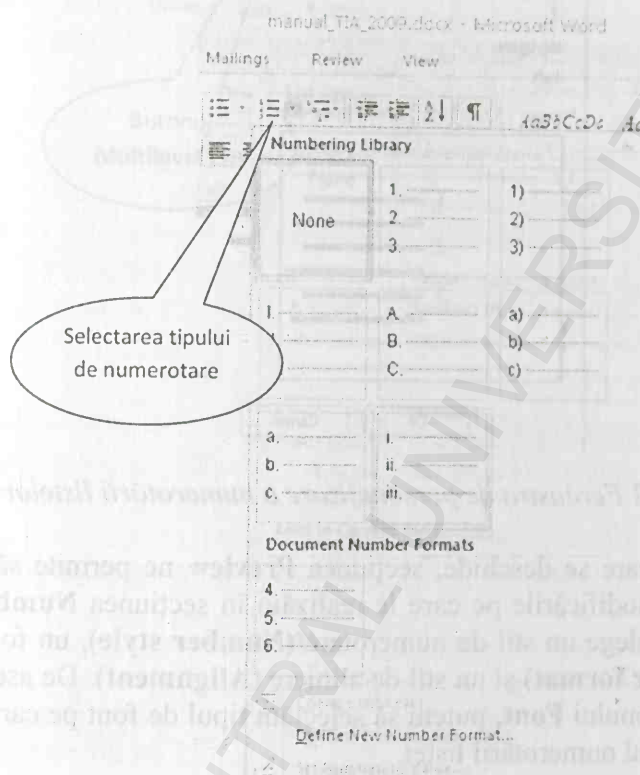 manual_TIA_2009.docx - Microsoft Word
Mailings Review View
AaBbCcDc
Numbering Library
None
1.
2.
3.
1)
2)
3)
I.
A.
B.
C.
a)
b)
c)
Selectarea tipului
de numerotare
a.
b.
c.
i.
ii.
iii.
Document Number Formats
4.
5.
6.
Define New Number Format...